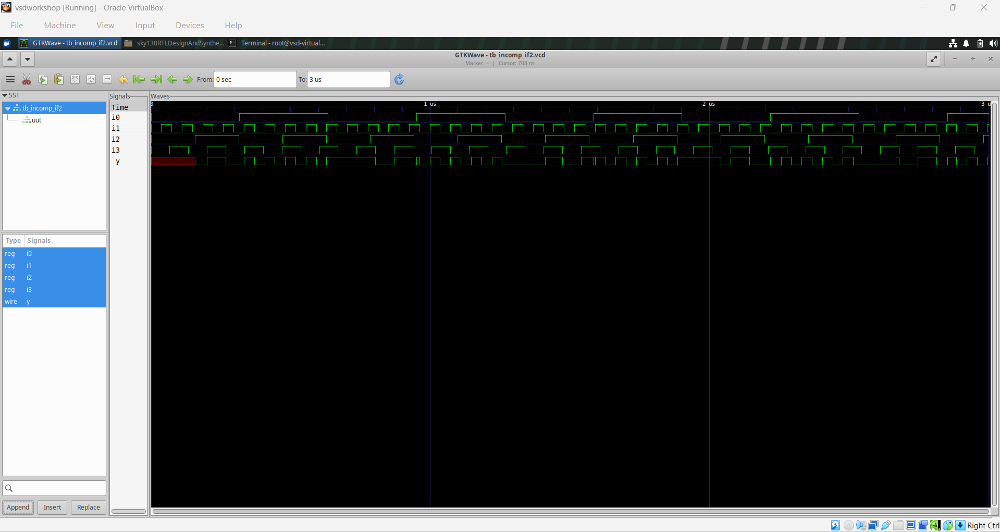 vsdworkshop [Running] - Oracle VirtualBox
File Machine View Input Devices Help
GTKWave - tb_incomp_if2.vcd sky130RTLDesignAndSynthe... Terminal - root@vsd-virtual...
GTKWave - tb_incomp_if2.vcd
Marker: -- | Cursor: 703 ns
From: 0 sec To: 3 us
SST
tb_incomp_if2
uut
Type Signals
reg i0
reg i1
reg i2
reg i3
wire y
Append Insert Replace
Signals
Time
i0
i1
i2
i3
y
Waves
0 1 us 2 us 3 u
Right Ctrl